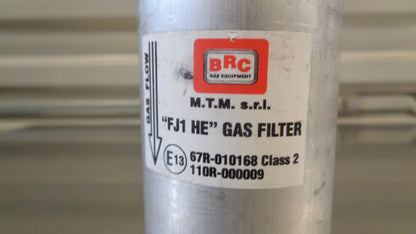 BRC
GAS EQUIPMENT
GAS FLOW
M.T.M. s.r.l.
"FJ1 HE" GAS FILTER
E13 67R-010168 Class 2
110R-000009